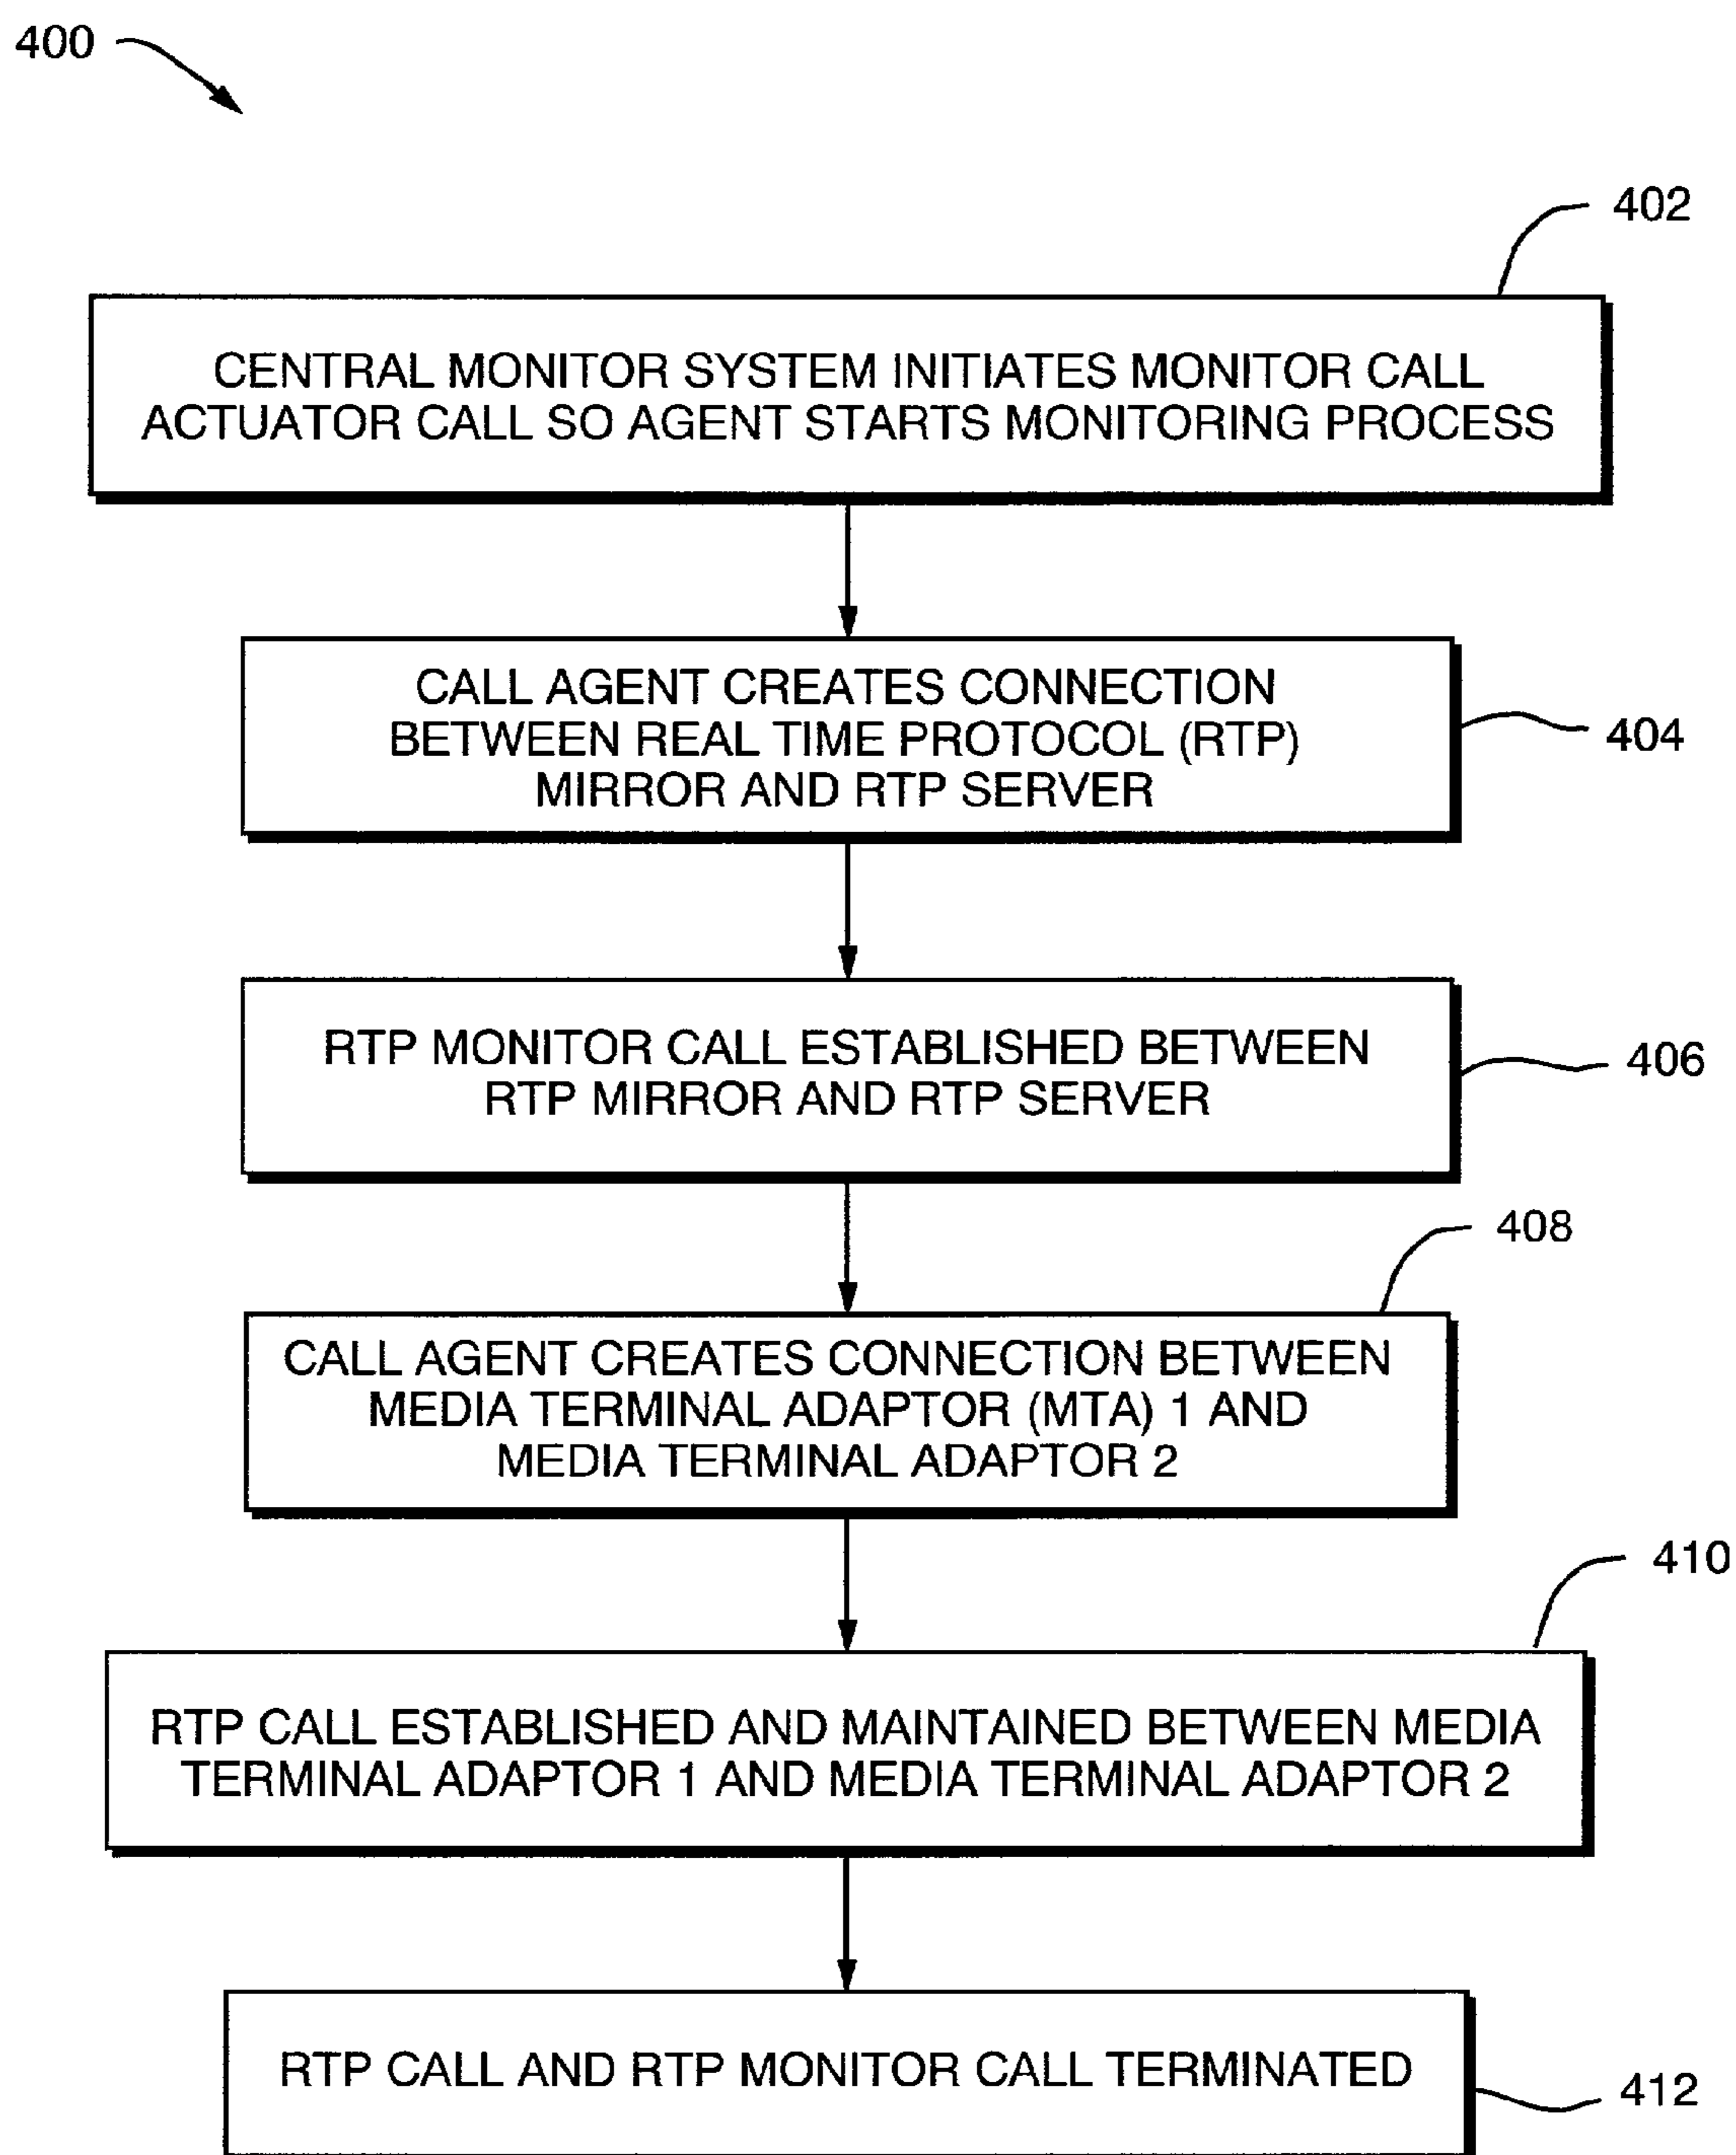 400
402
CENTRAL MONITOR SYSTEM INITIATES MONITOR CALL
ACTUATOR CALL SO AGENT STARTS MONITORING PROCESS
CALL AGENT CREATES CONNECTION
BETWEEN REAL TIME PROTOCOL (RTP)
MIRROR AND RTP SERVER
404
RTP MONITOR CALL ESTABLISHED BETWEEN
RTP MIRROR AND RTP SERVER
406
408
CALL AGENT CREATES CONNECTION BETWEEN
MEDIA TERMINAL ADAPTOR (MTA) 1 AND
MEDIA TERMINAL ADAPTOR 2
410
RTP CALL ESTABLISHED AND MAINTAINED BETWEEN MEDIA
TERMINAL ADAPTOR 1 AND MEDIA TERMINAL ADAPTOR 2
RTP CALL AND RTP MONITOR CALL TERMINATED
412